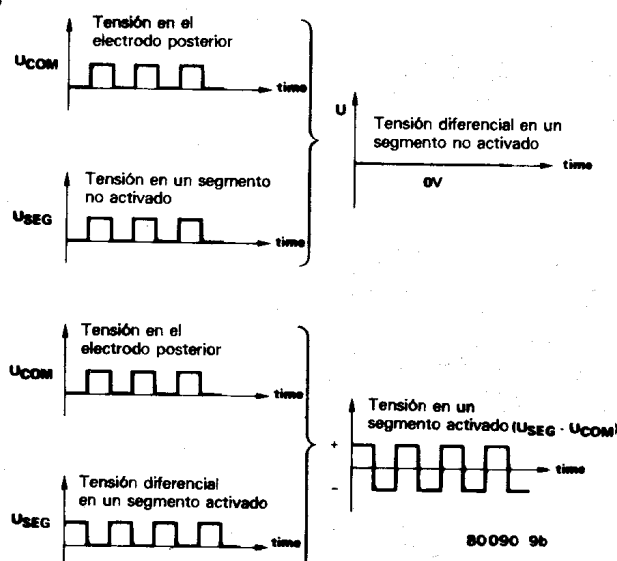 Tensión en el
electrodo posterior
UCOM
time
Tensión en un segmento
no activado
USEG
time
U
Tensión diferencial en un
segmento no activado
time
0V
Tensión en el
electrodo posterior
UCOM
time
Tensión diferencial
en un segmento activado
USEG
time
Tensión en un
segmento activado (USEG - UCOM)
+
time
-
80090 9b